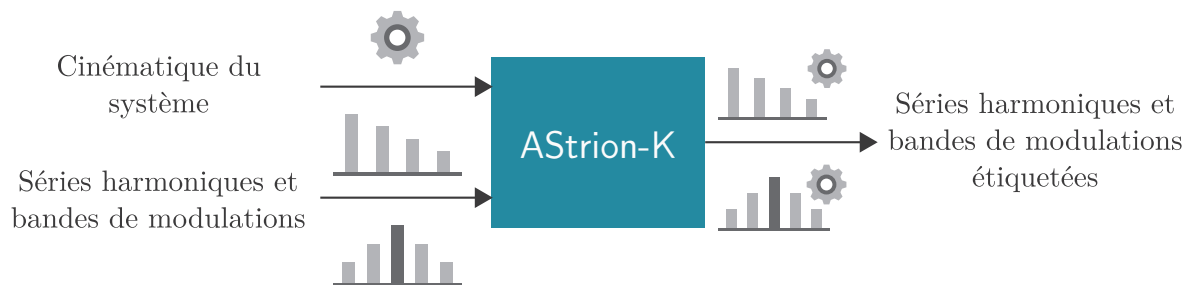 Cinématique du
système
Séries harmoniques et
bandes de modulations
AStrion-K
Séries harmoniques et
bandes de modulations
étiquetées